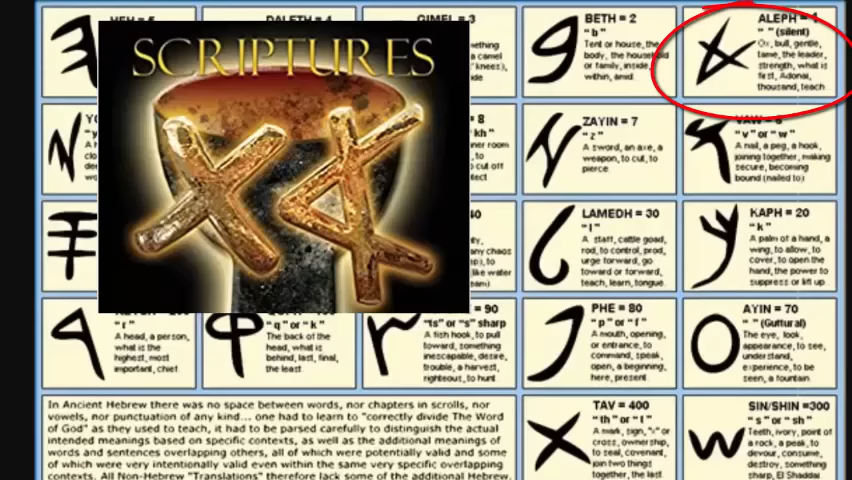 HEH = 5
DALETH = 4
GIMEL = 3
BETH = 2
"b"
Tent or house, the
body, the household
or family, inside,
within, amid
ALEPH = 1
" " (silent)
Ox, bull, gentle,
tame, the leader,
strength, what is
first, Adonai,
thousand, teach
SCRIPTURES
ZAYIN = 7
"z"
A sword, an axe, a
weapon, to cut, to
pierce
"v" or "w"
A nail, a peg, a hook,
joining together, making
secure, becoming
bound (nailed to)
LAMEDH = 30
"l"
A staff, cattle goad,
rod, to control, prod,
urge forward, go
toward or forward,
teach, learn, tongue
KAPH = 20
"k"
A palm of a hand, a
wing, to allow, to
cover, to open the
hand, the power to
suppress or lift up
"r"
A head, a person,
what is the
highest, most
important, chief
"q" or "k"
The back of the
head, what is
behind, last, final,
the least
= 90
"ts" or "s" sharp
A fish hook, to pull
toward, something
inescapable, desire,
trouble, a harvest,
righteous, to hunt
PHE = 80
"p" or "f"
A mouth, opening,
or entrance, to
command, speak,
open, a beginning,
here, present
AYIN = 70
" " (Guttural)
The eye, look,
appearance, to see,
understand,
experience, to be
seen, a fountain
In Ancient Hebrew there was no space between words, nor chapters in scrolls, nor
vowels, nor punctuation of any kind... one had to learn to "correctly divide The Word
of God" as they used to teach, it had to be parsed carefully to distinguish the actual
intended meanings based on specific contexts, as well as the additional meanings of
words and sentences overlapping others, all of which were potentially valid and some
of which were very intentionally valid even within the same very specific overlapping
contexts. All Non-Hebrew "Translations" therefore lack some of the additional Hebrew,
TAV = 400
"th" or "t"
A mark, sign, "x" or
cross, ownership,
to seal, covenant,
join two things
together, the last
SIN/SHIN =300
"s" or "sh"
Teeth, ivory, point of
a rock, a peak, to
devour, consume,
destroy, something
sharp, El Shaddai